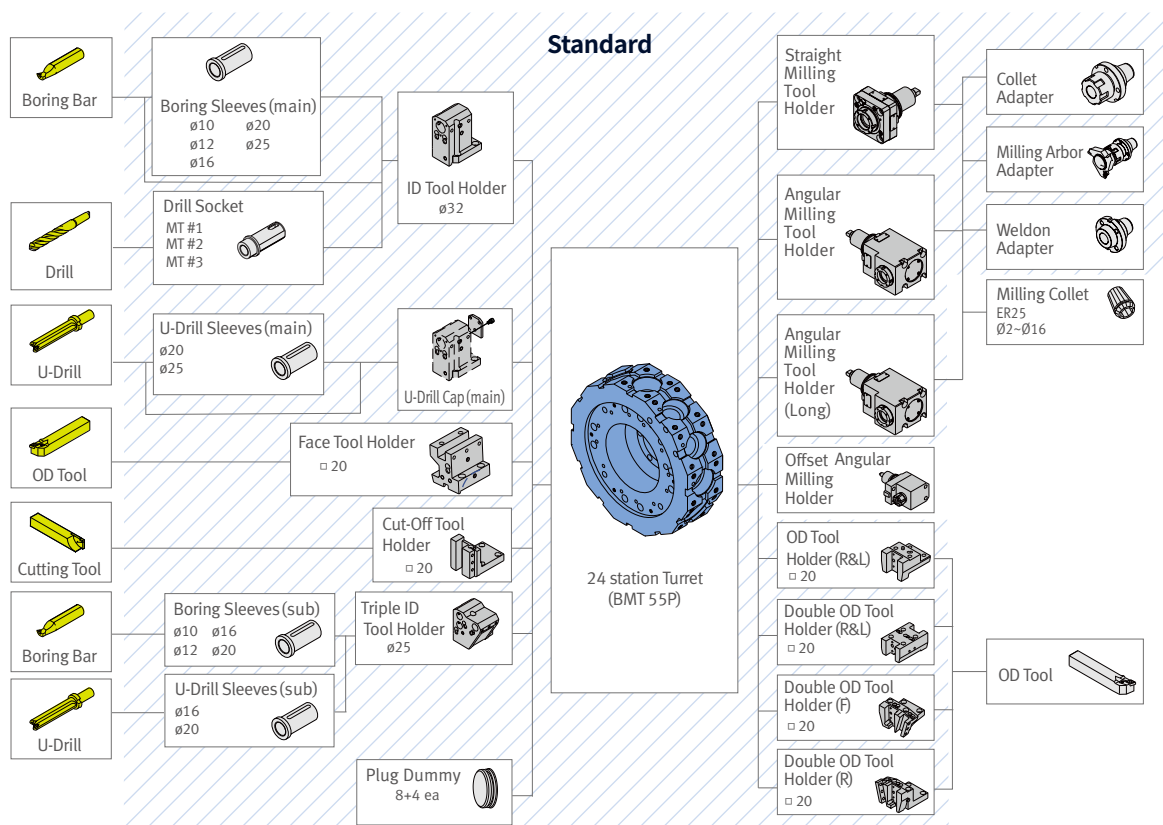 Standard
Boring Bar
Boring Sleeves (main)
ø10 ø20
ø12 ø25
ø16
ID Tool Holder
ø32
Drill
Drill Socket
MT #1
MT #2
MT #3
U-Drill
U-Drill Sleeves (main)
ø20
ø25
U-Drill Cap (main)
OD Tool
Face Tool Holder
□ 20
Cutting Tool
Cut-Off Tool
Holder
□ 20
Boring Bar
Boring Sleeves (sub)
ø10 ø16
ø12 ø20
Triple ID
Tool Holder
ø25
U-Drill
U-Drill Sleeves (sub)
ø16
ø20
Plug Dummy
8+4 ea
24 station Turret
(BMT 55P)
Straight
Milling
Tool
Holder
Angular
Milling
Tool
Holder
Angular
Milling
Tool
Holder
(Long)
Offset Angular
Milling
Holder
OD Tool
Holder (R&L)
□ 20
Double OD Tool
Holder (R&L)
□ 20
Double OD Tool
Holder (F)
□ 20
Double OD Tool
Holder (R)
□ 20
Collet
Adapter
Milling Arbor
Adapter
Weldon
Adapter
Milling Collet
ER25
Ø2~Ø16
OD Tool